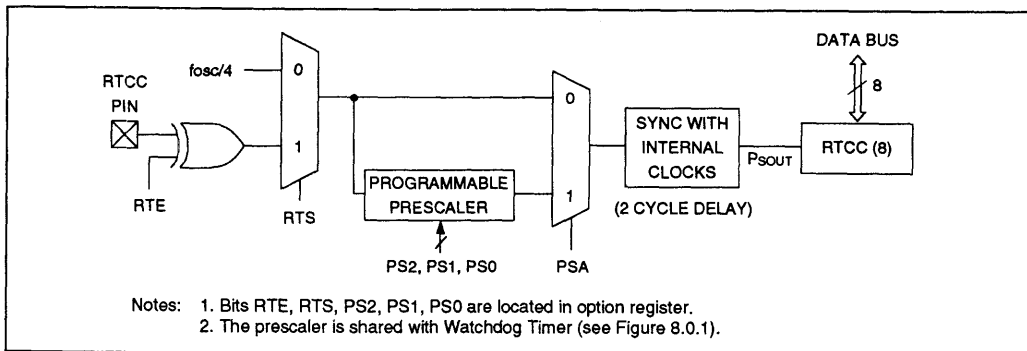 DATA BUS
8
RTCC
PIN
fosc/4
0
1
RTE
RTS
PROGRAMMABLE
PRESCALER
PS2, PS1, PS0
0
1
PSA
SYNC WITH
INTERNAL
CLOCKS
(2 CYCLE DELAY)
PSOUT
RTCC (8)
Notes: 1. Bits RTE, RTS, PS2, PS1, PS0 are located in option register.
2. The prescaler is shared with Watchdog Timer (see Figure 8.0.1).